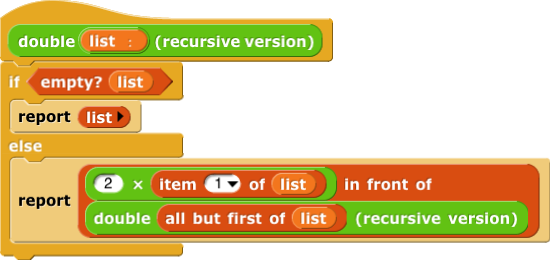 double list : (recursive version)
if empty? list
report list
else
report 2 × item 1 of list in front of
double all but first of list (recursive version)